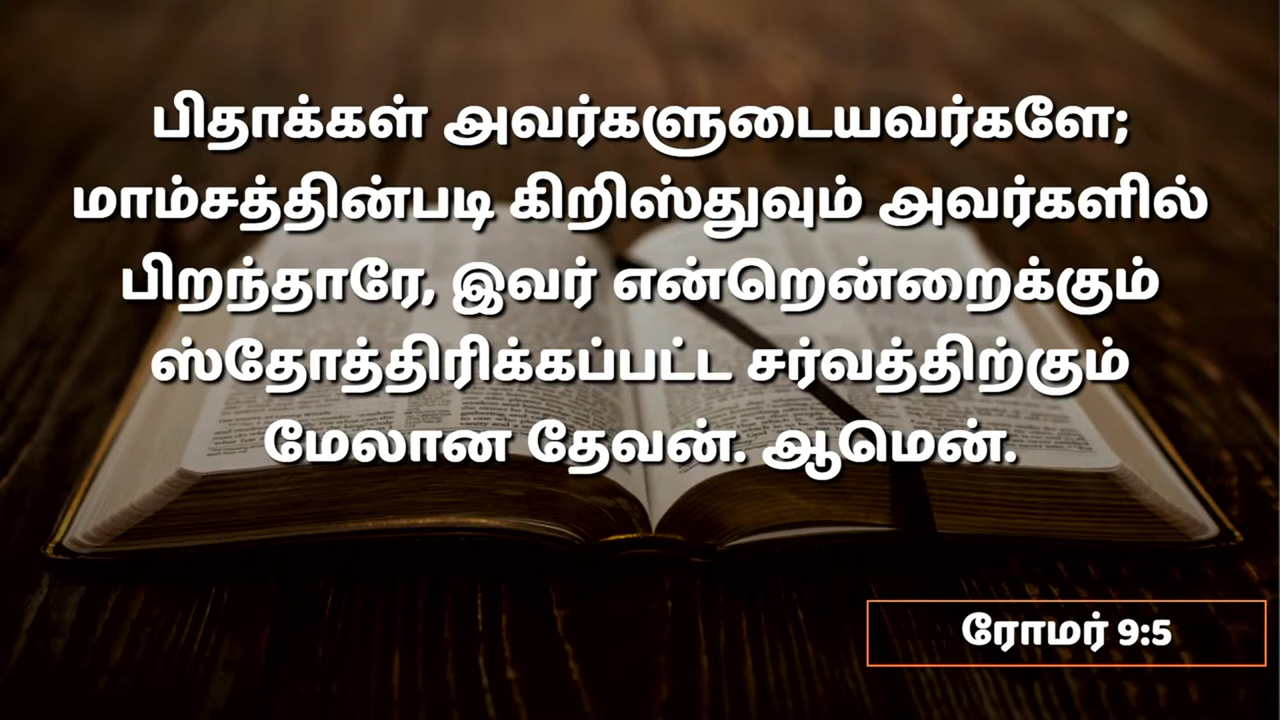 பிதாக்கள் அவர்களுடையவர்களே;
மாம்சத்தின்படி கிறிஸ்துவும் அவர்களில்
பிறந்தாரே, இவர் என்றென்றைக்கும்
ஸ்தோத்திரிக்கப்பட்ட சர்வத்திற்கும்
மேலான தேவன். ஆமென்.
ரோமர் 9:5